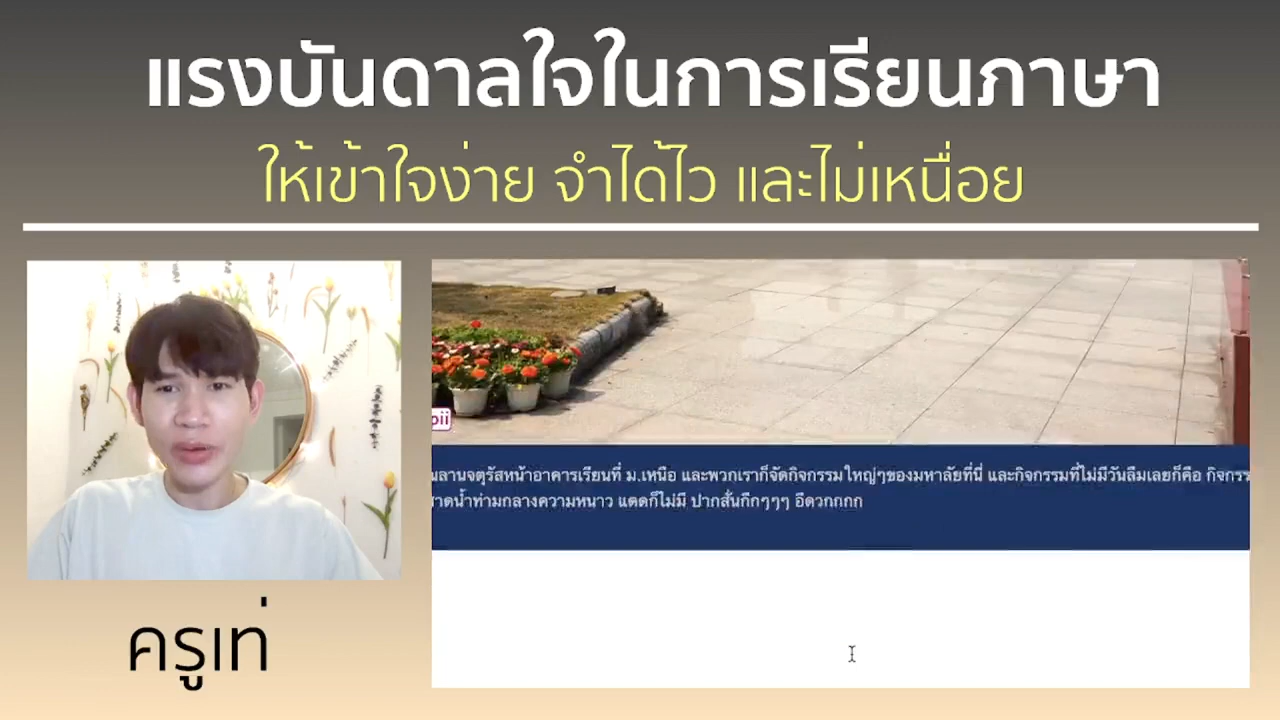 แรงบันดาลใจในการเรียนภาษา
ให้เข้าใจง่าย จำได้ไว และไม่เหนื่อย
ลานจตุรัสหน้าอาคารเรียนที่ ม.เหนือ และพวกเราก็จัดกิจกรรมใหญ่ๆของมหาลัยที่นี่ และกิจกรรมที่ไม่มีวันลืมเลยก็คือ กิจกรร
าดน้ำท่ามกลางความหนาว แดดก็ไม่มี ปากสั่นกึกๆๆๆ อีดวกกกก
ครูเท่